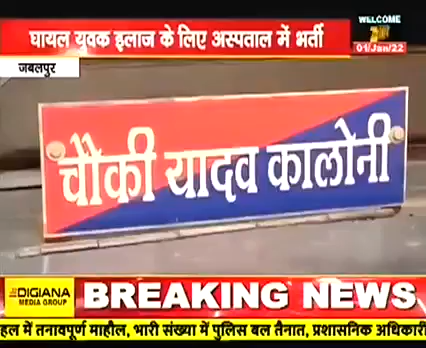 घायल युवक इलाज के लिए अस्पताल में भर्ती
WELCOME
01/Jan/22
जबलपुर
चौकी यादव कालोनी
DIGIANA
MEDIA GROUP
BREAKING NEWS
हल में तनावपूर्ण माहौल, भारी संख्या में पुलिस बल तैनात, प्रशासनिक अधिकारी